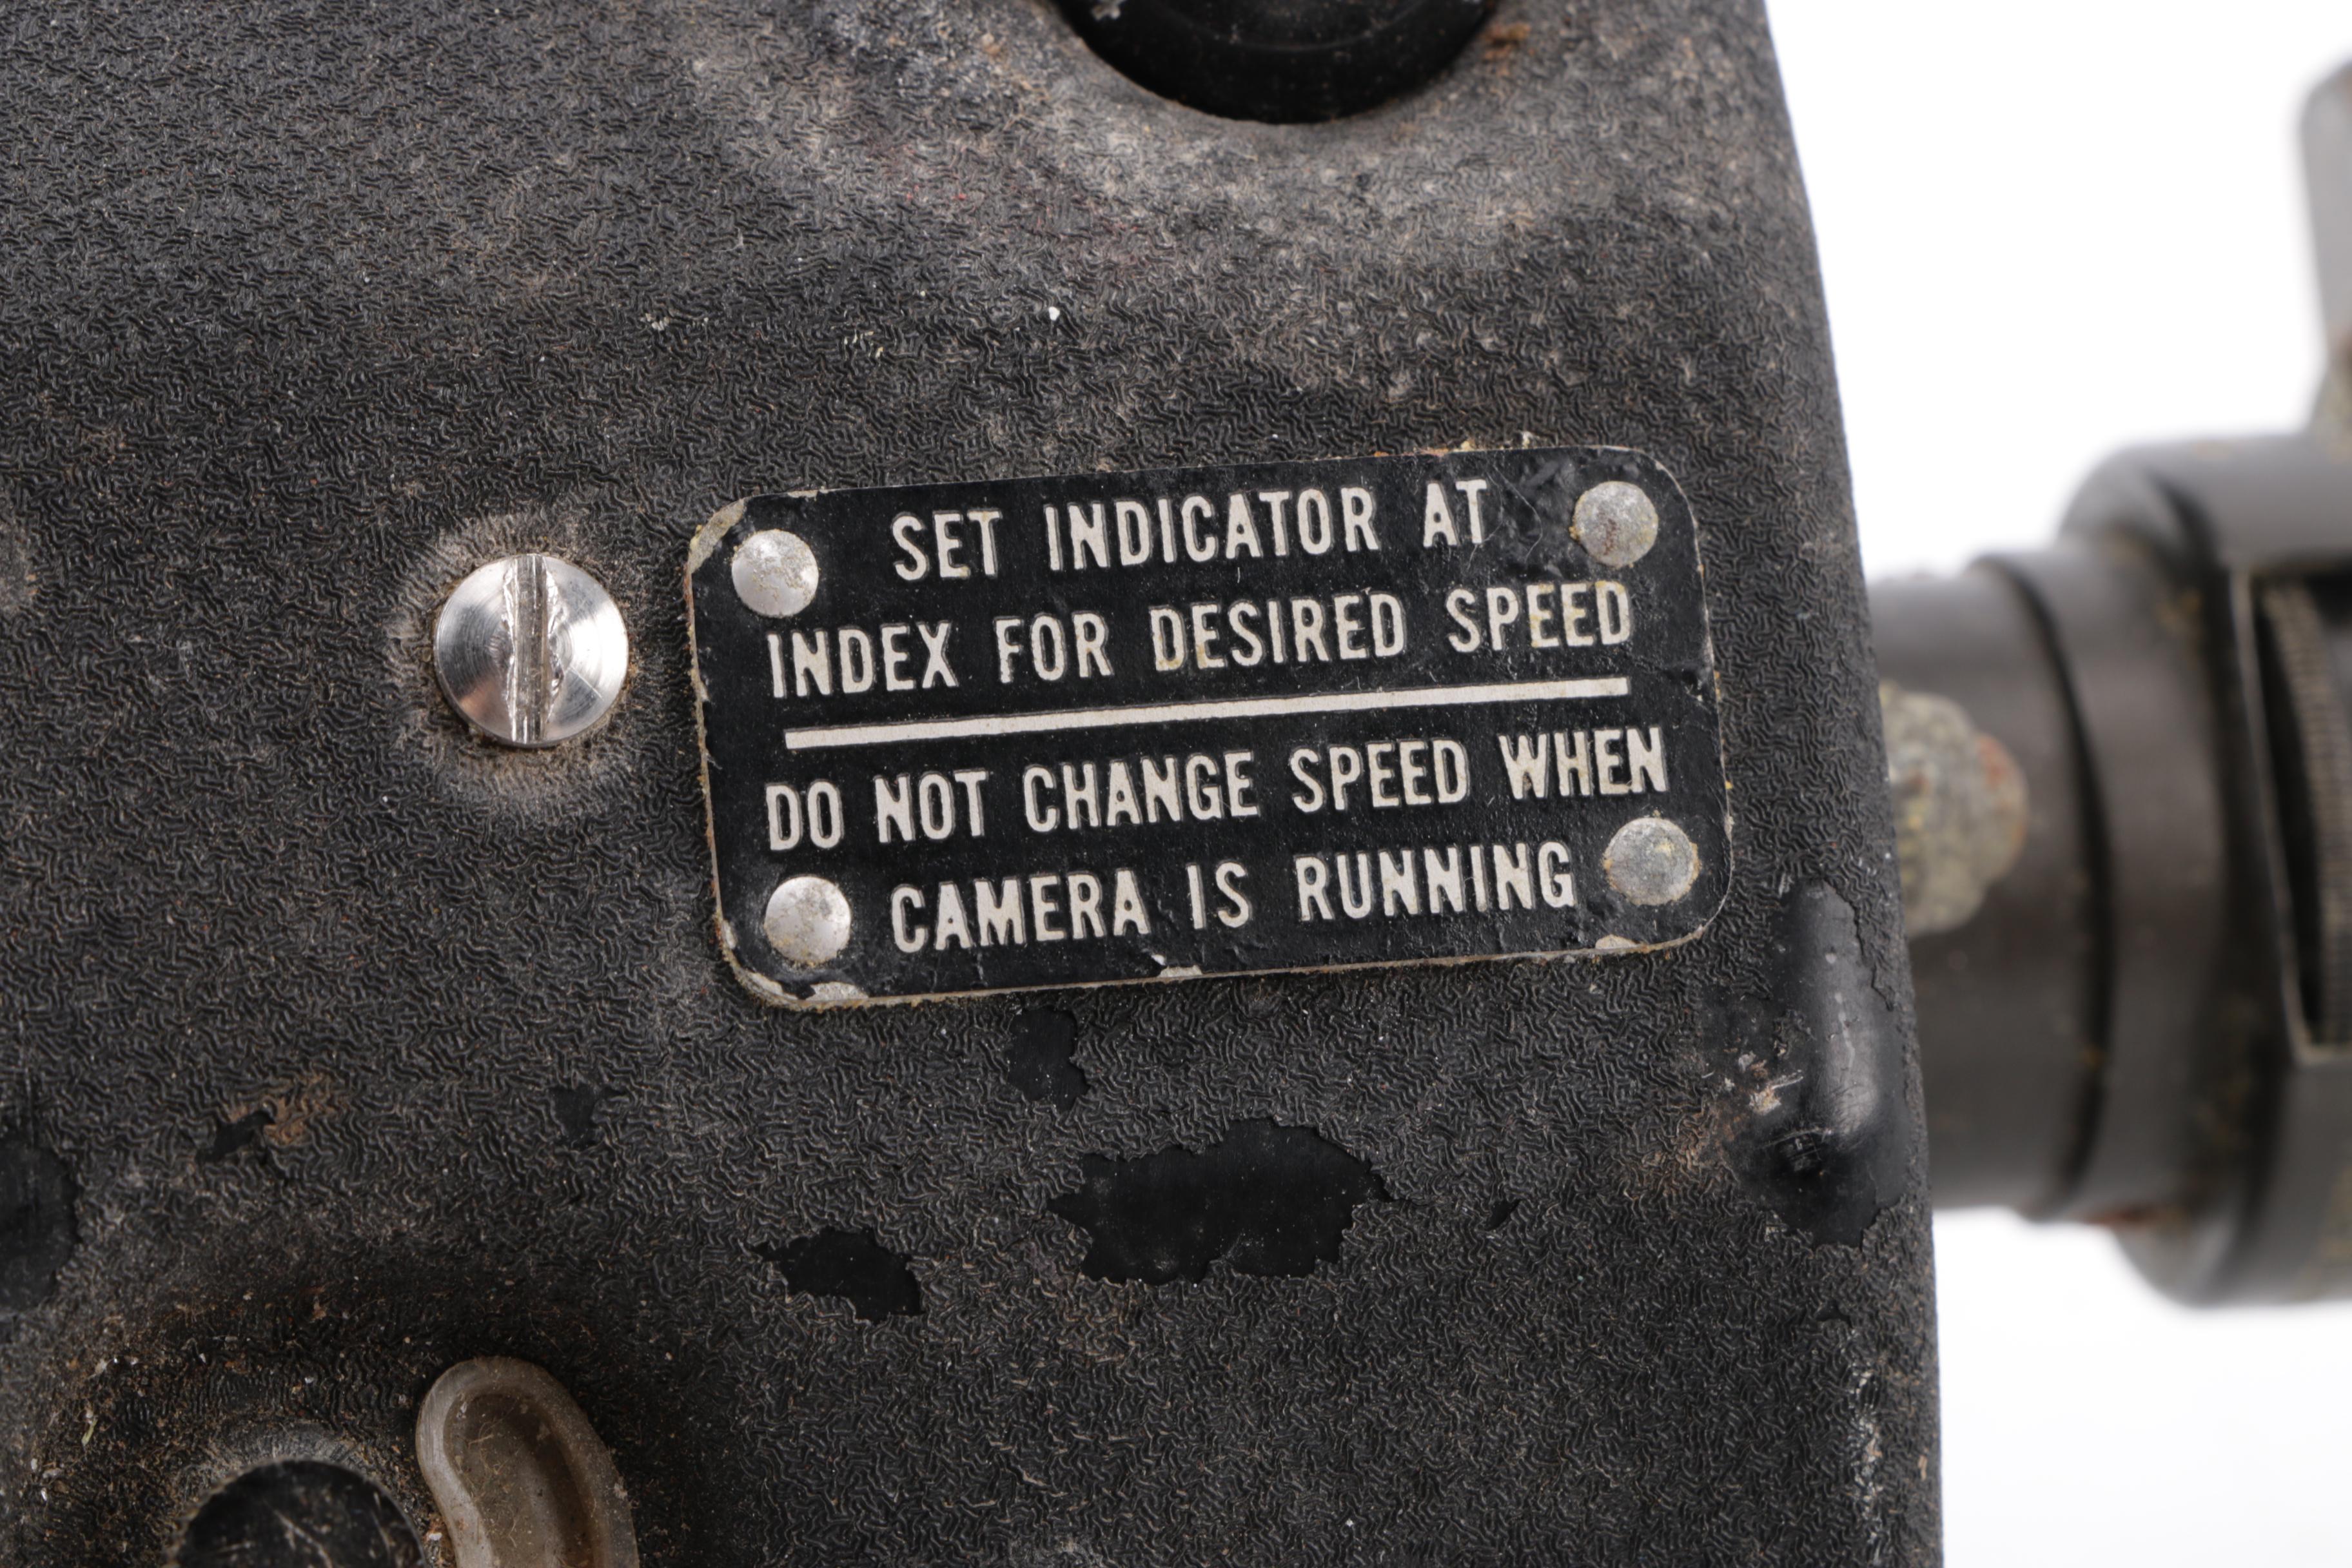 SET INDICATOR AT
INDEX FOR DESIRED SPEED
DO NOT CHANGE SPEED WHEN
CAMERA IS RUNNING